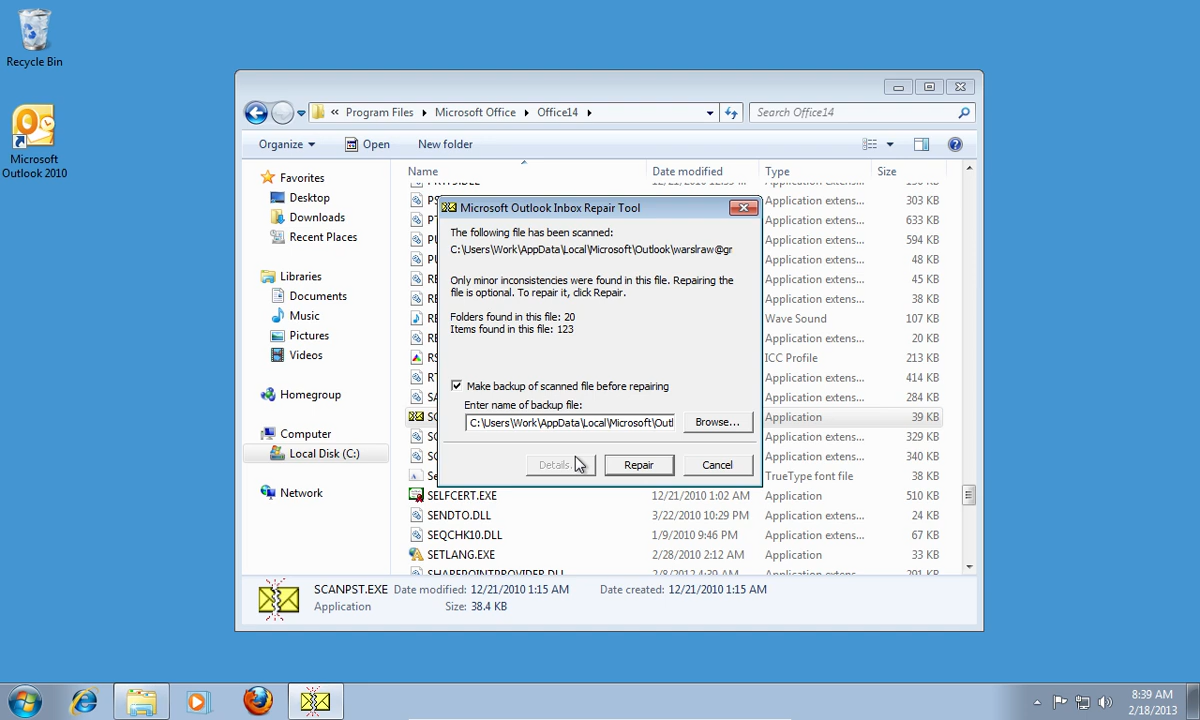 Recycle Bin
Microsoft
Outlook 2010
« Program Files Microsoft Office Office14
Search Office14
Organize Open New folder
Name Date modified Type Size
Favorites
Desktop
Downloads
Recent Places
Libraries
Documents
Music
Pictures
Videos
Homegroup
Computer
Local Disk (C:)
Network
Microsoft Outlook Inbox Repair Tool
The following file has been scanned:
C:\Users\Work\AppData\Local\Microsoft\Outlook\warslraw@gr
Only minor inconsistencies were found in this file. Repairing the
file is optional. To repair it, click Repair.
Folders found in this file: 20
Items found in this file: 123
Make backup of scanned file before repairing
Enter name of backup file:
C:\Users\Work\AppData\Local\Microsoft\Outl
Browse...
Details... Repair Cancel
Application extens... 303 KB
Application extens... 633 KB
Application extens... 594 KB
Application extens... 61 KB
Application extens... 45 KB
Application extens... 38 KB
Wave Sound 107 KB
Application extens... 20 KB
ICC Profile 213 KB
Application extens... 414 KB
Application extens... 284 KB
Application 39 KB
Application extens... 329 KB
Application extens... 340 KB
TrueType font file 38 KB
SELFCERT.EXE 12/21/2010 1:02 AM Application 510 KB
SENDTO.DLL 3/22/2010 10:29 PM Application extens... 24 KB
SEQCHK10.DLL 1/9/2010 9:46 PM Application extens... 67 KB
SETLANG.EXE 2/28/2010 2:12 AM Application 33 KB
SHAREPOINTPROVIDER.DLL 2/8/2012 4:39 AM Application extens... 291 KB
SCANPST.EXE Date modified: 12/21/2010 1:15 AM Date created: 12/21/2010 1:15 AM
Application Size: 38.4 KB
8:39 AM
2/18/2013